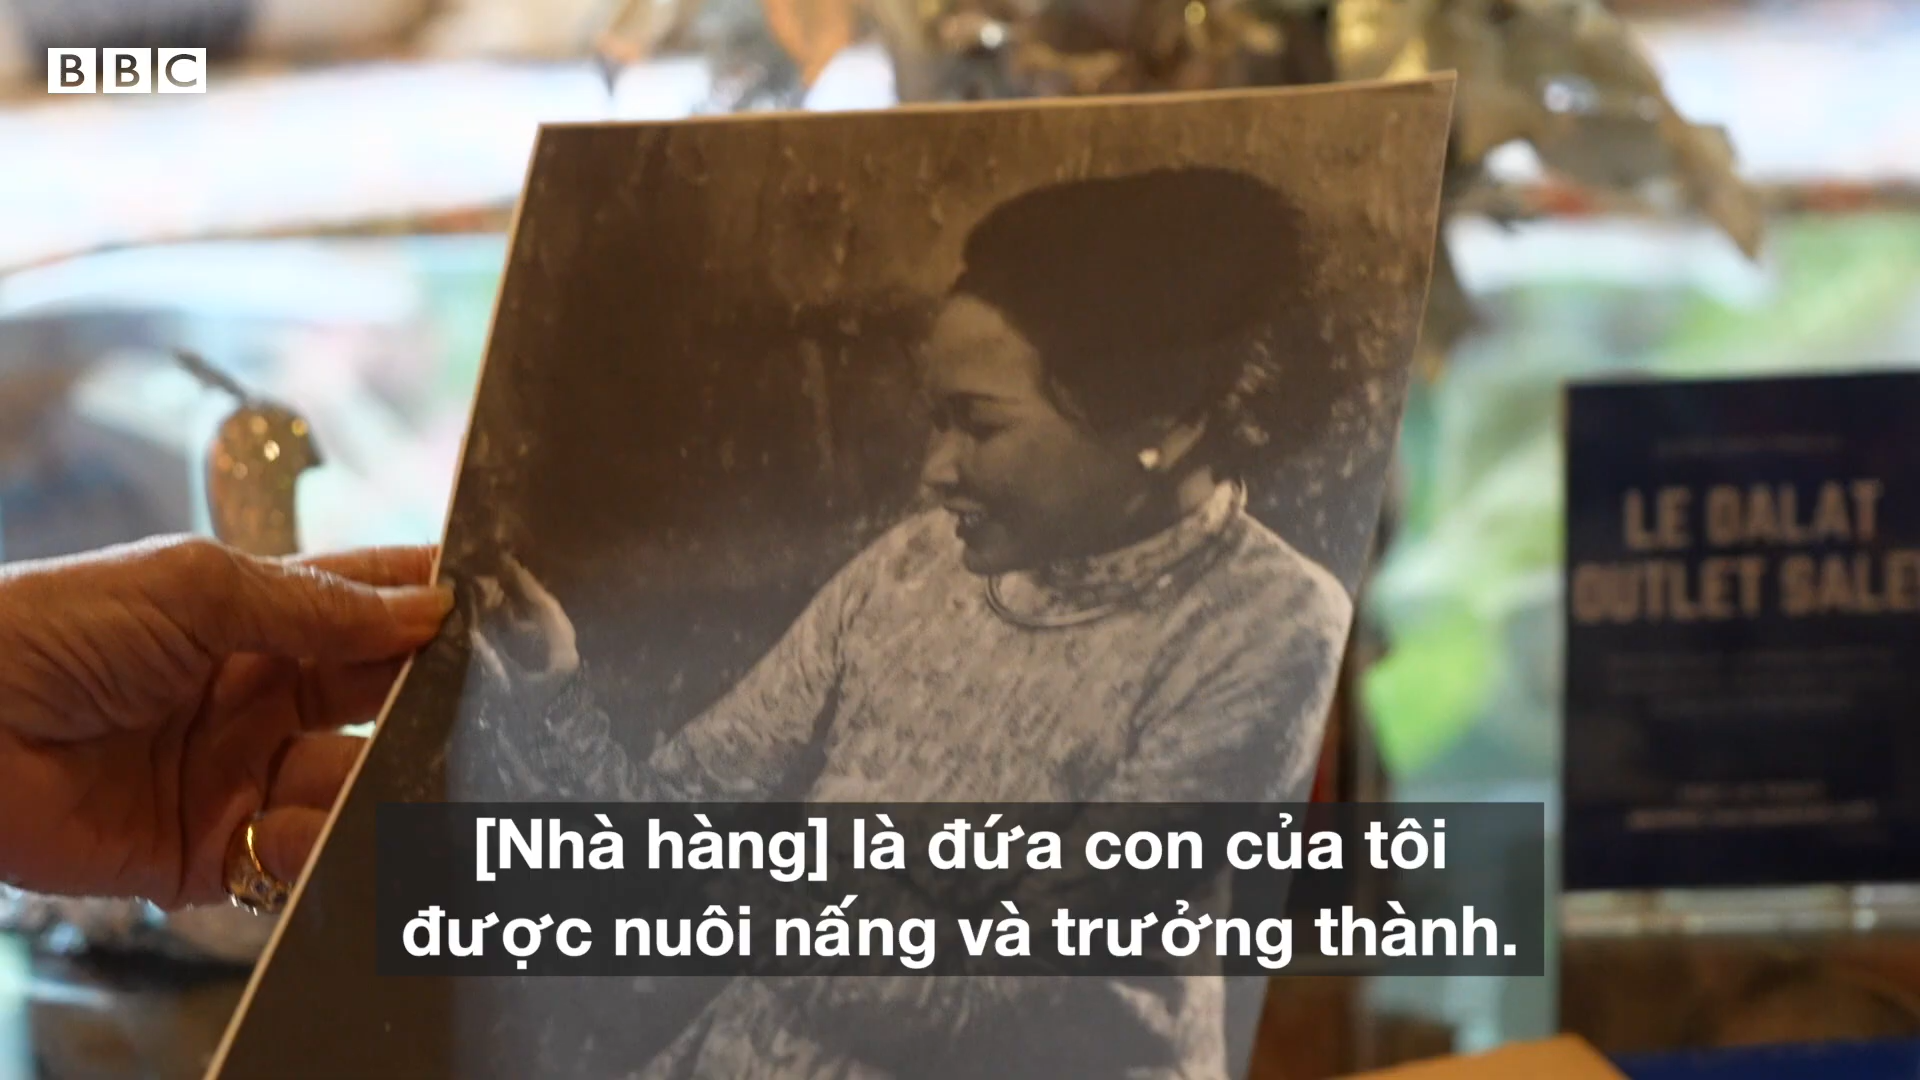 BBC
LE DALAT
OUTLET SALE
[Nhà hàng] là đứa con của tôi
được nuôi nấng và trưởng thành.